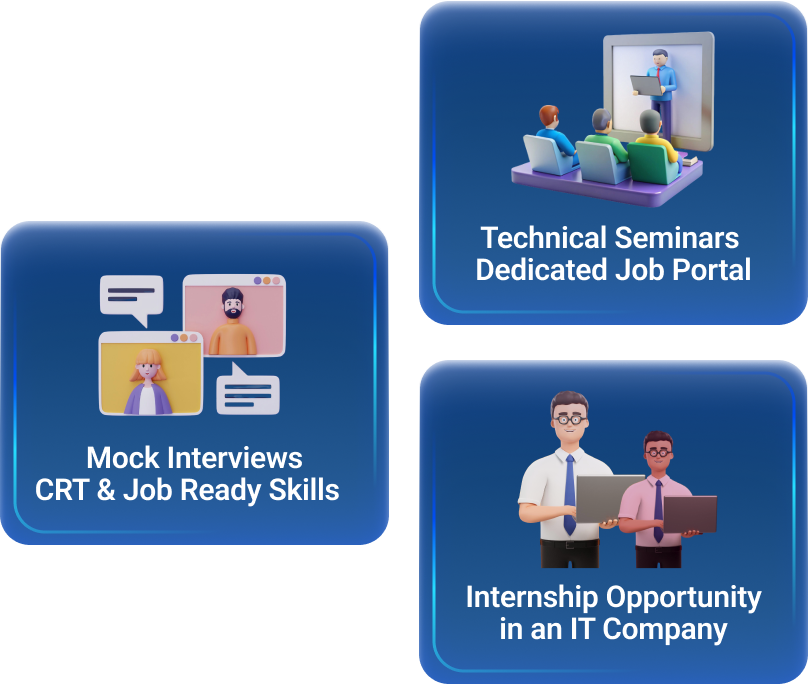 Technical Seminars
Dedicated Job Portal
Mock Interviews
CRT & Job Ready Skills
Internship Opportunity
in an IT Company